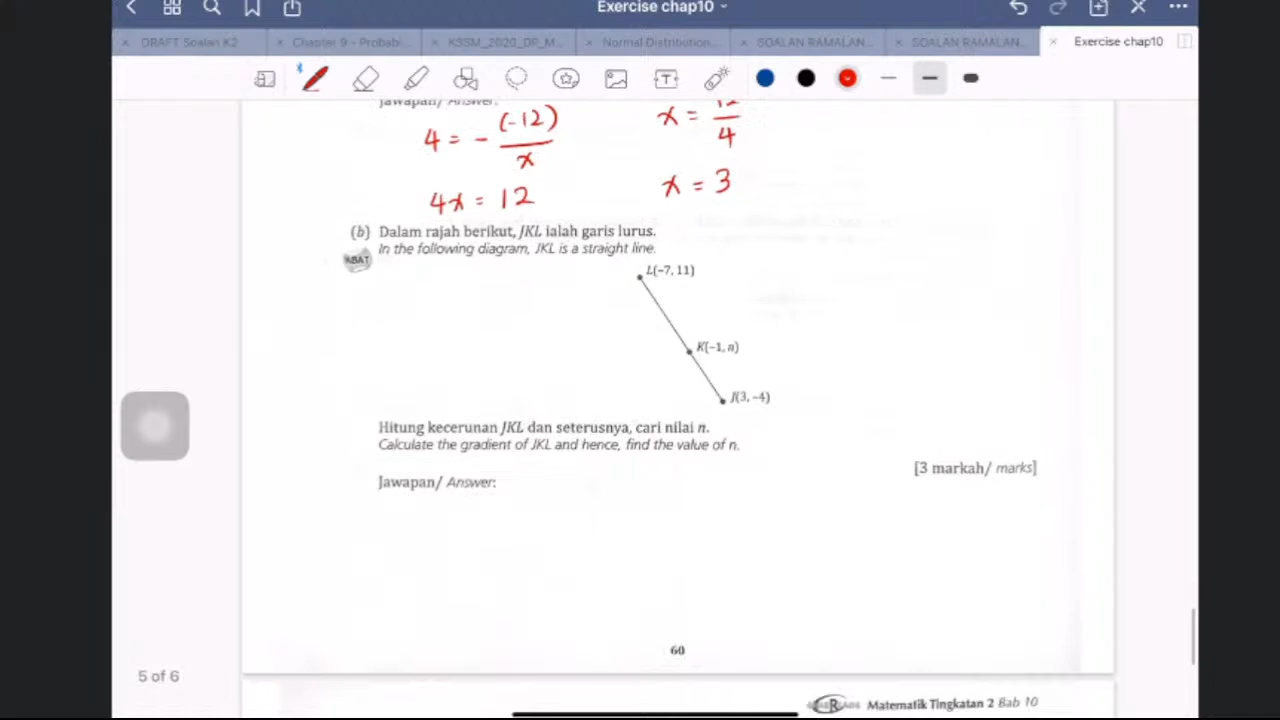 Exercise chap10
DRAFT Soalan K2
Chapter 9 - Probabi
KSSM_2020_DP_M...
Normal Distribution...
SOALAN RAMALAN...
SOALAN RAMALAN...
Exercise chap10
Jawapan/ Answer:
4 = - (-12)/x
x = 12/4
4x = 12
x = 3
(b) Dalam rajah berikut, JKL ialah garis lurus.
In the following diagram, JKL is a straight line.
KBAT
L(–7, 11)
K(–1, n)
J(3, –4)
Hitung kecerunan JKL dan seterusnya, cari nilai n.
Calculate the gradient of JKL and hence, find the value of n.
[3 markah/ marks]
Jawapan/ Answer:
60
5 of 6
Matematik Tingkatan 2 Bab 10